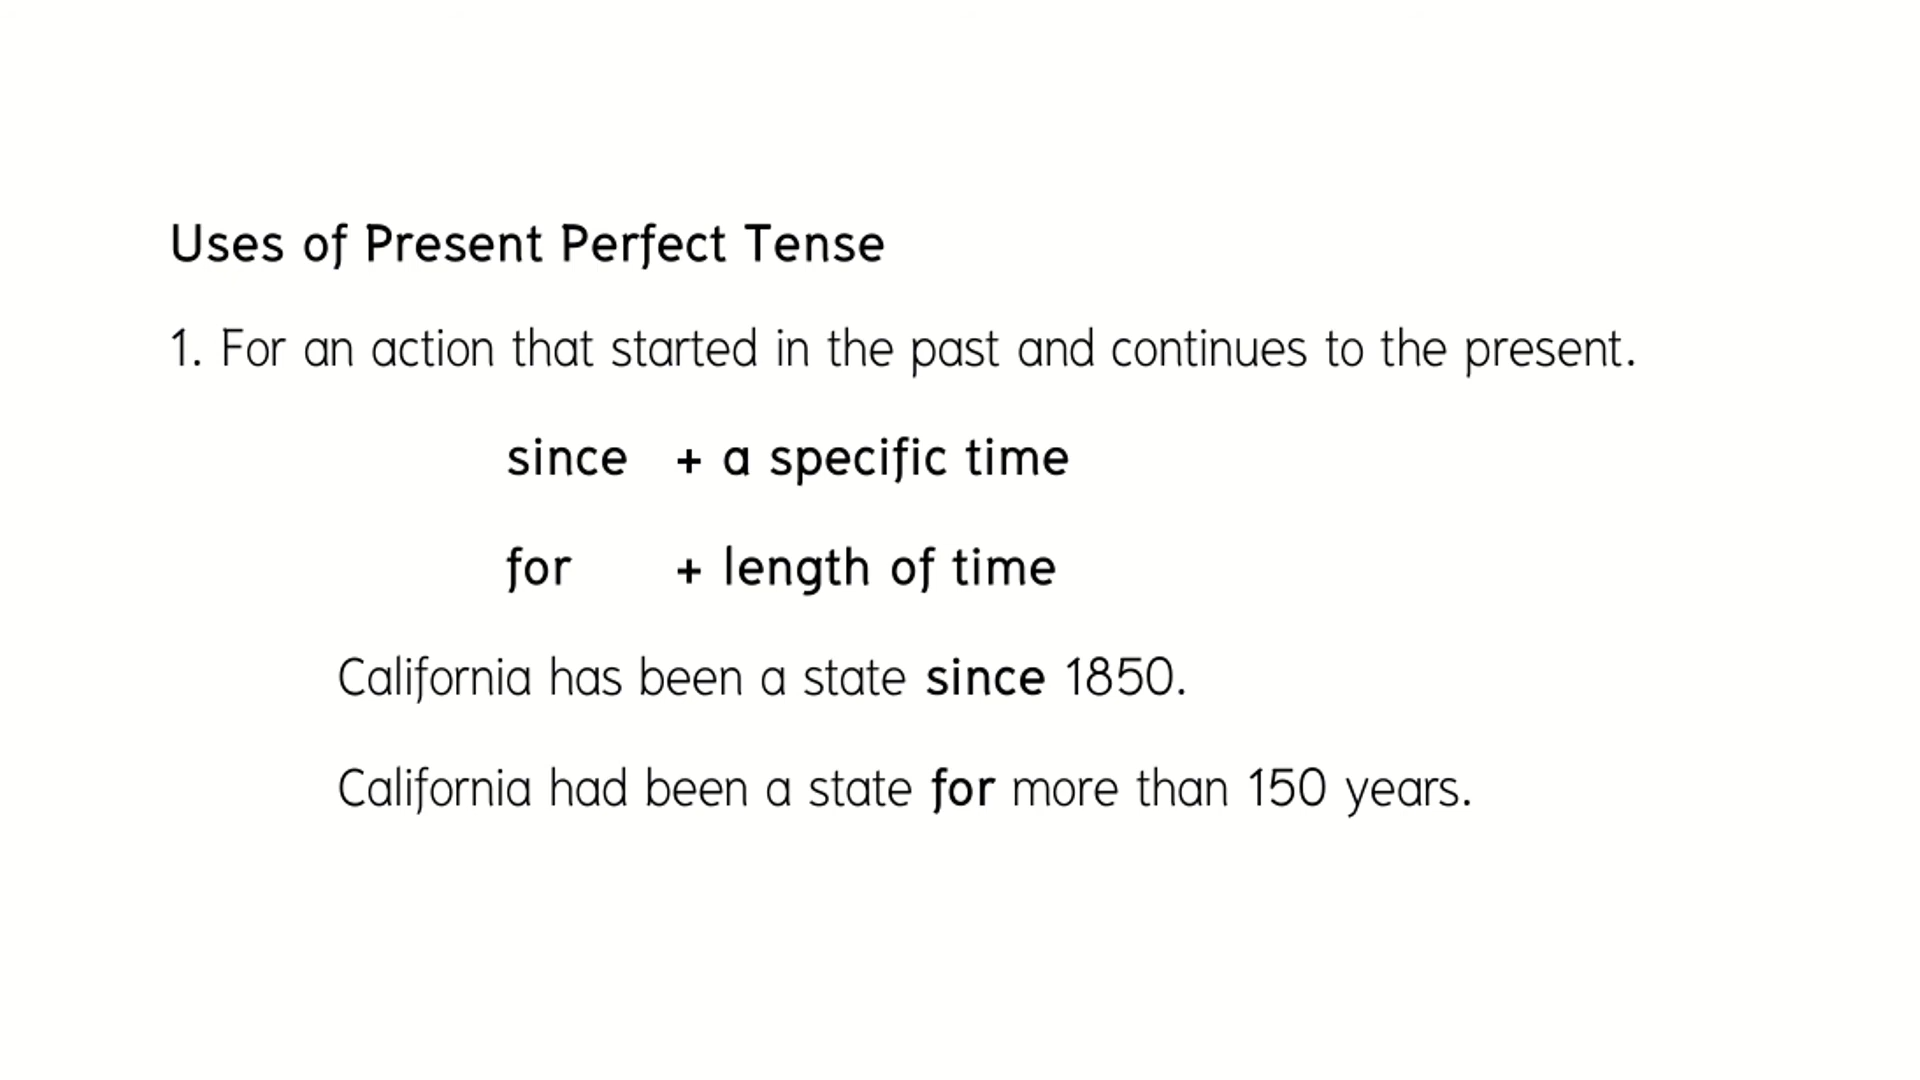 Uses of Present Perfect Tense
1. For an action that started in the past and continues to the present.
since + a specific time
for + length of time
California has been a state since 1850.
California had been a state for more than 150 years.